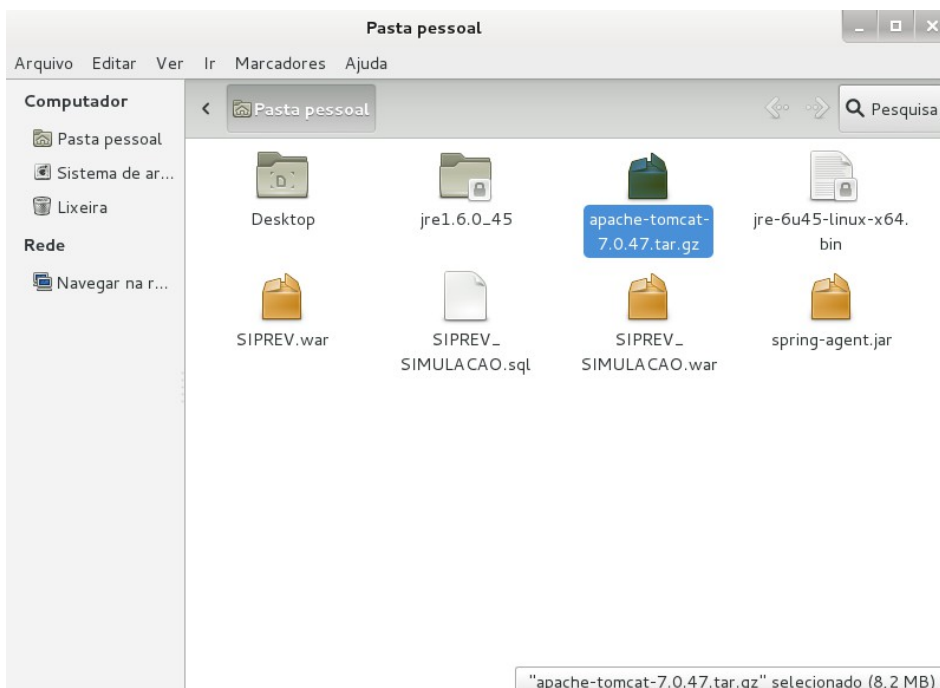 Pasta pessoal
Arquivo Editar Ver Ir Marcadores Ajuda
Computador
Pasta pessoal
Sistema de ar...
Lixeira
Rede
Navegar na r...
Pasta pessoal
Pesquisa
Desktop
jre1.6.0_45
apache-tomcat-
7.0.47.tar.gz
jre-6u45-linux-x64.
bin
SIPREV.war
SIPREV_
SIMULACAO.sql
SIPREV_
SIMULACAO.war
spring-agent.jar
"apache-tomcat-7.0.47.tar.gz" selecionado (8,2 MB)